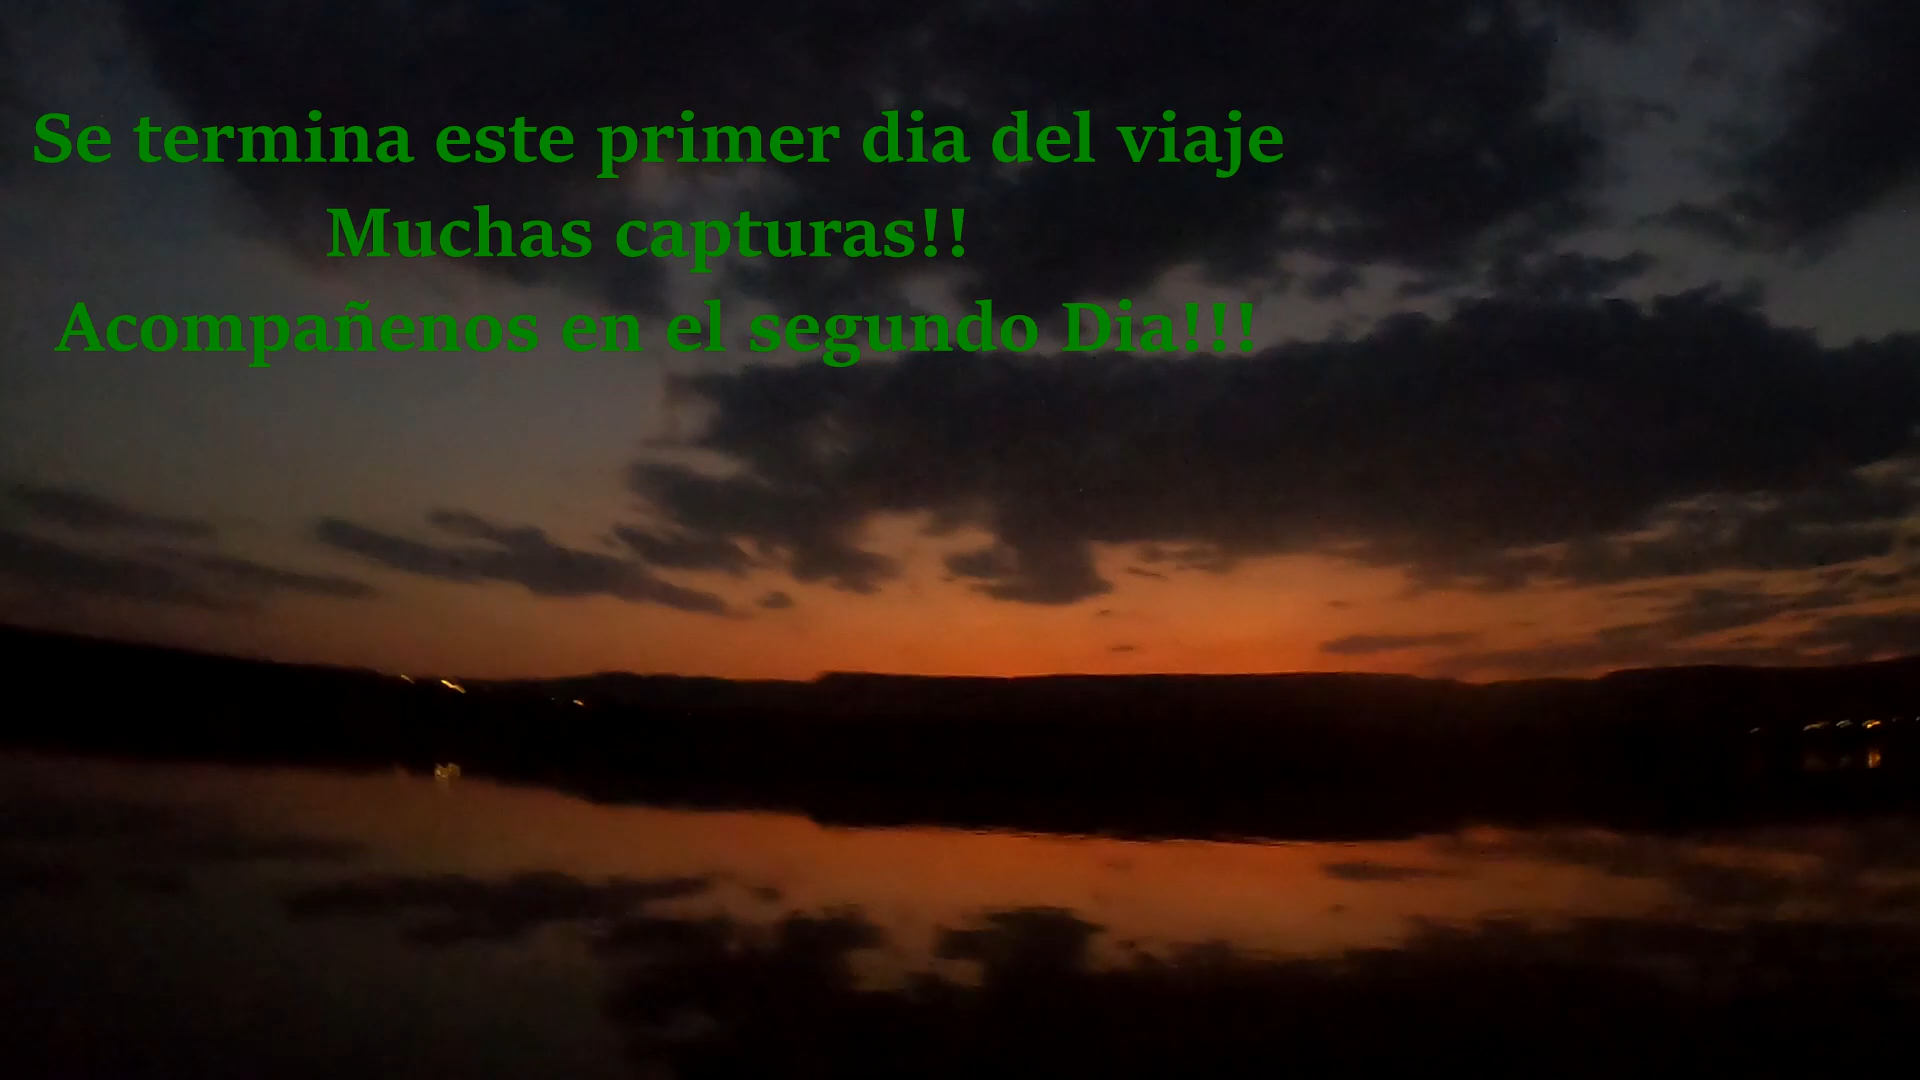 Se termina este primer dia del viaje
Muchas capturas!!
Acompañenos en el segundo Dia!!!